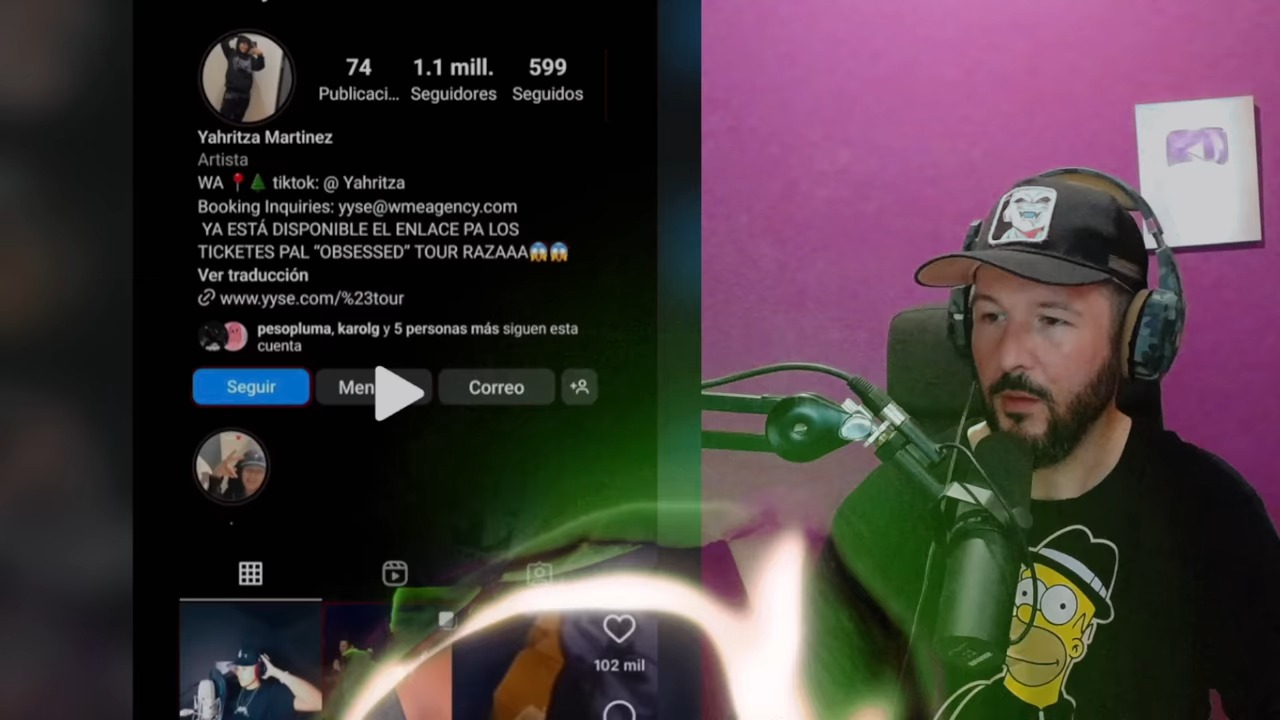 74 1.1 mill. 599
Publicaci... Seguidores Seguidos
Yahritza Martinez
Artista
WA 📍🌲 tiktok: @ Yahritza
Booking Inquiries: yyse@wmeagency.com
YA ESTÁ DISPONIBLE EL ENLACE PA LOS
TICKETES PAL “OBSESSED” TOUR RAZAAA😱😱
Ver traducción
www.yyse.com/%23tour
pesopluma, karolg y 5 personas más siguen esta
cuenta
Seguir Men Correo
102 mil